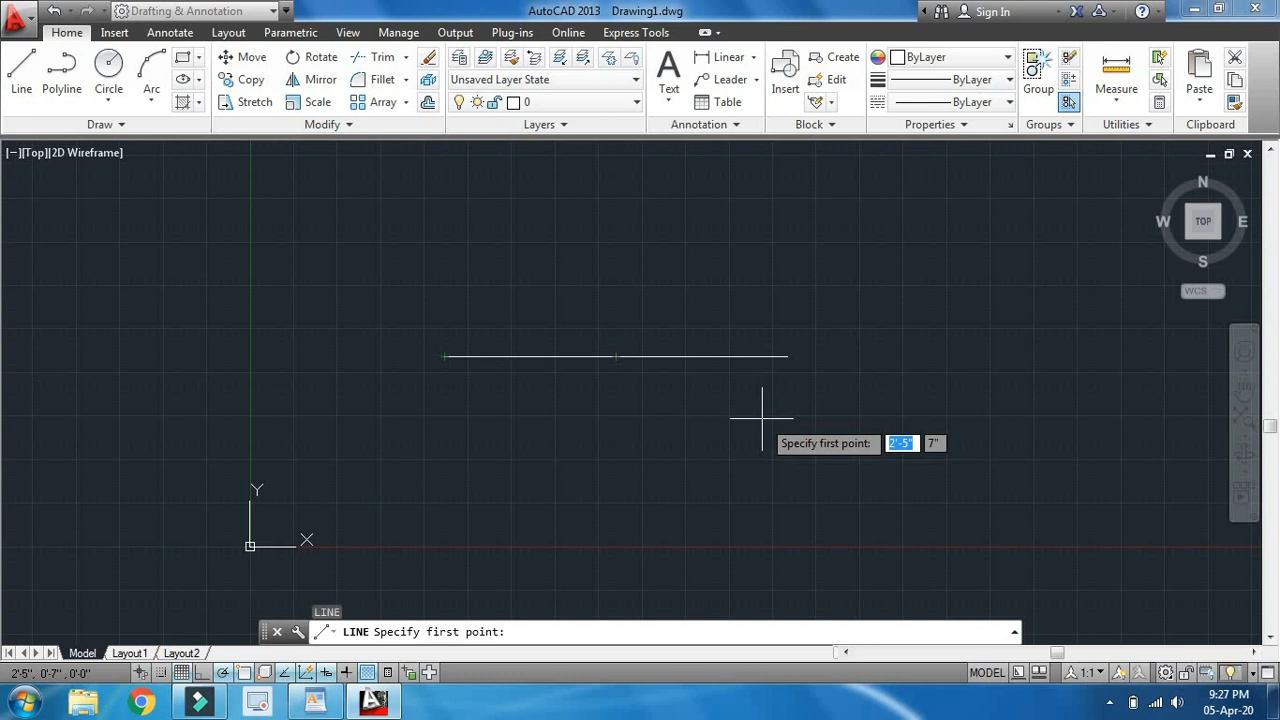 Drafting & Annotation
AutoCAD 2013 Drawing1.dwg
Sign In
Home Insert Annotate Layout Parametric View Manage Output Plug-ins Online Express Tools
Line Polyline Circle Arc
Move Rotate Trim
Copy Mirror Fillet
Stretch Scale Array
Unsaved Layer State
0
Text
Linear
Leader
Table
Insert
Create
Edit
ByLayer
ByLayer
ByLayer
Group
Measure
Paste
Draw Modify Layers Annotation Block Properties Groups Utilities Clipboard
[−][Top][2D Wireframe]
N
W TOP E
S
WCS
Specify first point: 2'-5" 7"
Y
X
LINE
LINE Specify first point:
Model Layout1 Layout2
2'-5", 0'-7", 0'-0"
MODEL
1:1
9:27 PM
05-Apr-20